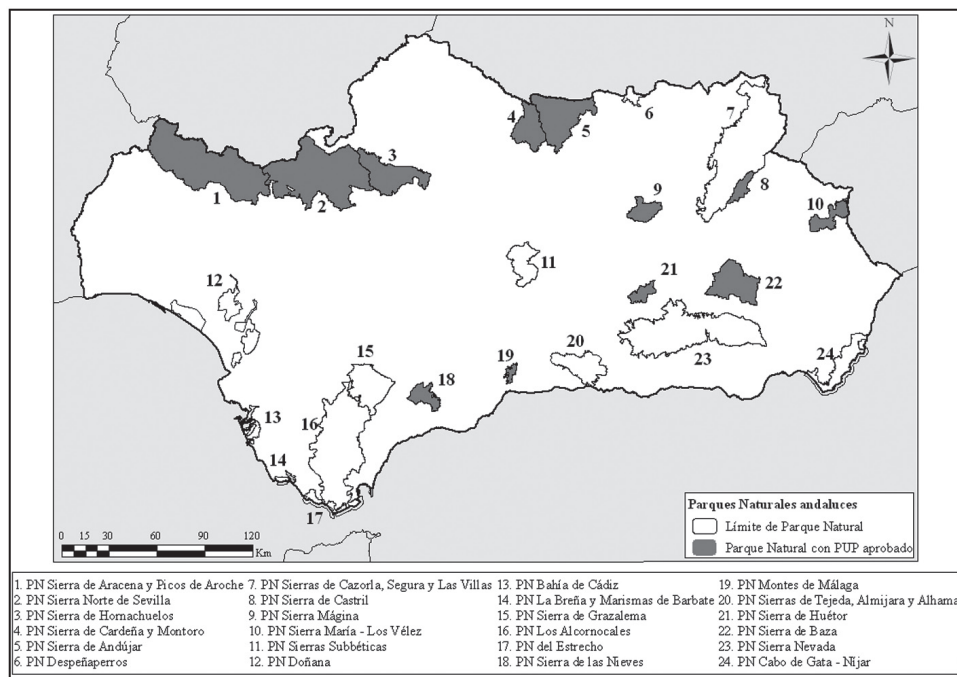 N
4
5
6
7
3
8
1
2
9
10
12
11
21
22
15
19
20
23
24
18
13
16
14
17
0 15 30 60 90 120
Km
Parques Naturales andaluces
Límite de Parque Natural
Parque Natural con PUP aprobado
1. PN Sierra de Aracena y Picos de Aroche
2. PN Sierra Norte de Sevilla
3. PN Sierra de Hornachuelos
4. PN Sierra de Cardeña y Montoro
5. PN Sierra de Andújar
6. PN Despeñaperros
7. PN Sierras de Cazorla, Segura y Las Villas
8. PN Sierra de Castril
9. PN Sierra Mágina
10. PN Sierra María - Los Vélez
11. PN Sierras Subbéticas
12. PN Doñana
13. PN Bahía de Cádiz
14. PN La Breña y Marismas de Barbate
15. PN Sierra de Grazalema
16. PN Los Alcornocales
17. PN del Estrecho
18. PN Sierra de las Nieves
19. PN Montes de Málaga
20. PN Sierras de Tejeda, Almijara y Alhama
21. PN Sierra de Huétor
22. PN Sierra de Baza
23. PN Sierra Nevada
24. PN Cabo de Gata - Níjar